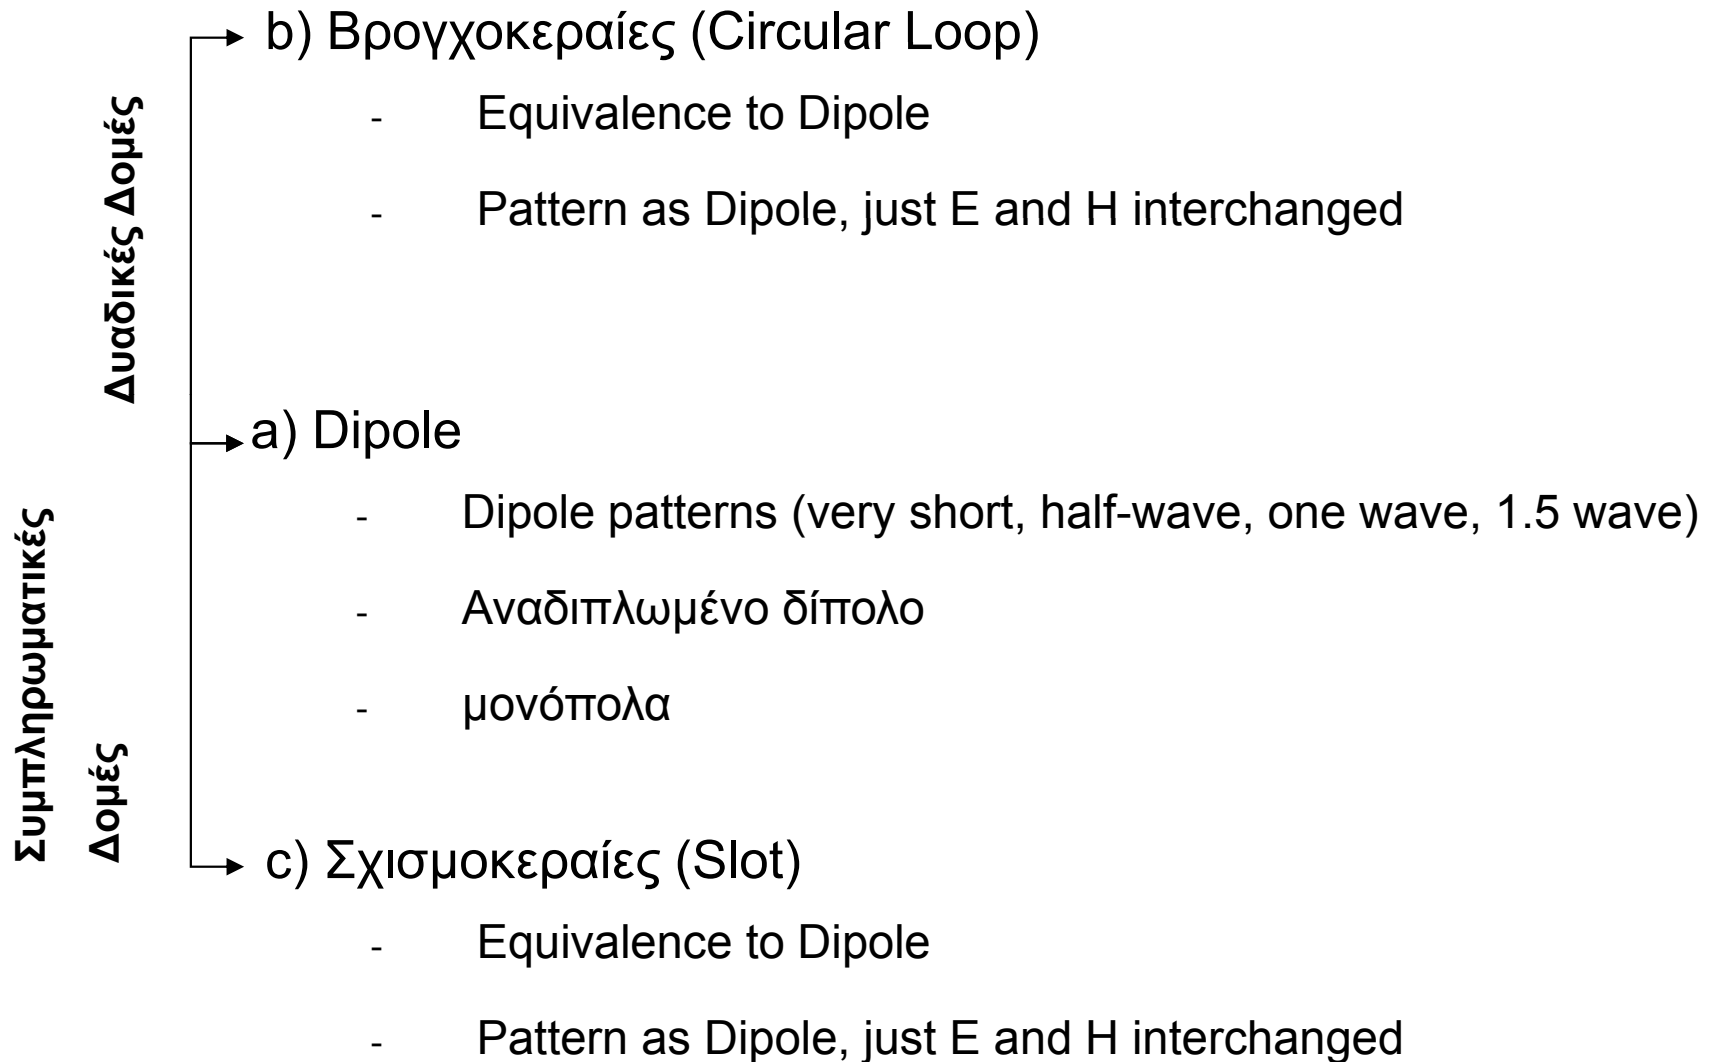 b) Βρογχοκεραίες (Circular Loop)
- Equivalence to Dipole
- Pattern as Dipole, just E and H interchanged
Δυαδικές Δομές
a) Dipole
- Dipole patterns (very short, half-wave, one wave, 1.5 wave)
- Αναδιπλωμένο δίπολο
- μονόπολα
Συμπληρωματικές
Δομές
c) Σχισμοκεραίες (Slot)
- Equivalence to Dipole
- Pattern as Dipole, just E and H interchanged